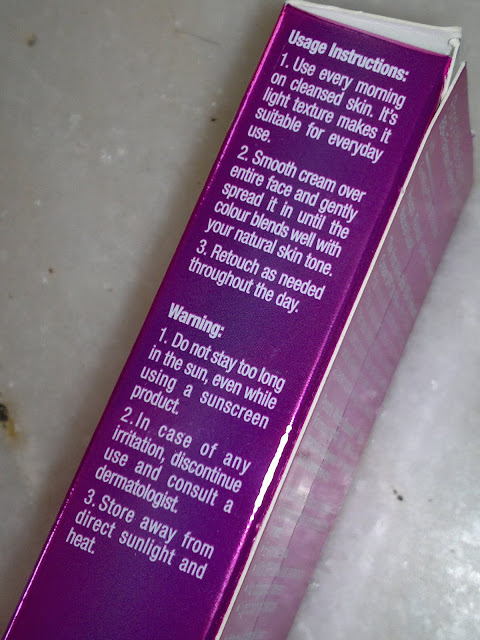 Usage Instructions:
1. Use every morning
on cleansed skin. It's
light texture makes it
suitable for everyday
use.
2. Smooth cream over
entire face and gently
spread it in until the
colour blends well with
your natural skin tone.
3. Retouch as needed
throughout the day.
Warning:
1. Do not stay too long
in the sun, even while
using a sunscreen
product.
2.In case of any
irritation, discontinue
use and consult a
dermatologist.
3. Store away from
direct sunlight and
heat.